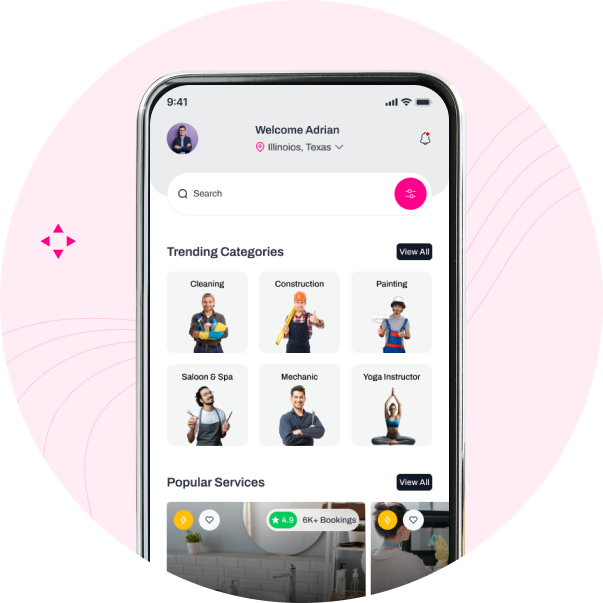 9:41
Welcome Adrian
Illinoios, Texas
Search
Trending Categories
View All
Cleaning
Construction
Painting
Saloon & Spa
Mechanic
Yoga Instructor
Popular Services
View All
4.9
6K+ Bookings